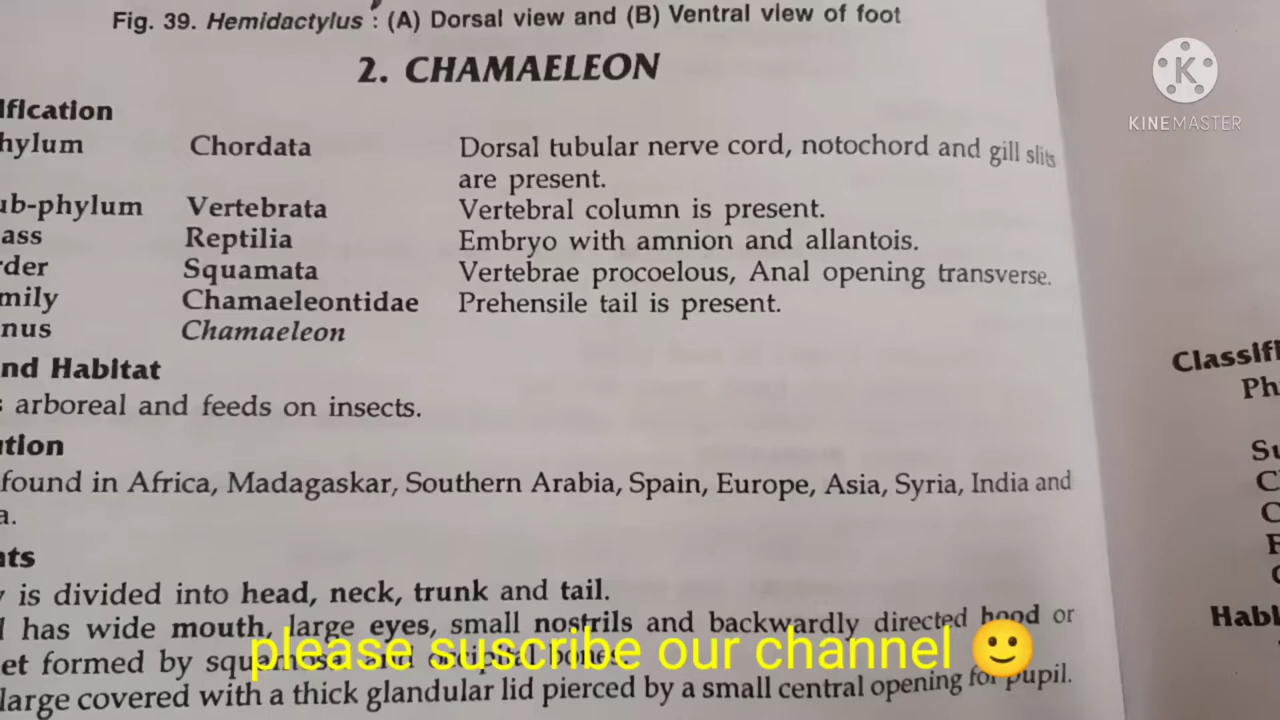 Fig. 39. Hemidactylus : (A) Dorsal view and (B) Ventral view of foot
2. CHAMAELEON
ification
hylum Chordata Dorsal tubular nerve cord, notochord and gill slits
are present.
ub-phylum Vertebrata Vertebral column is present.
ass Reptilia Embryo with amnion and allantois.
rder Squamata Vertebrae procoelous, Anal opening transverse.
mily Chamaeleontidae Prehensile tail is present.
nus Chamaeleon
nd Habitat
s arboreal and feeds on insects.
ution
found in Africa, Madagaskar, Southern Arabia, Spain, Europe, Asia, Syria, India and
a.
nts
y is divided into head, neck, trunk and tail.
l has wide mouth, large eyes, small nostrils and backwardly directed hood or
et formed by squamosal and occipital bones.
large covered with a thick glandular lid pierced by a small central opening for pupil.
please suscribe our channel 🙂
KINEMASTER
Classifi
Ph
Su
C
O
F
G
Habi